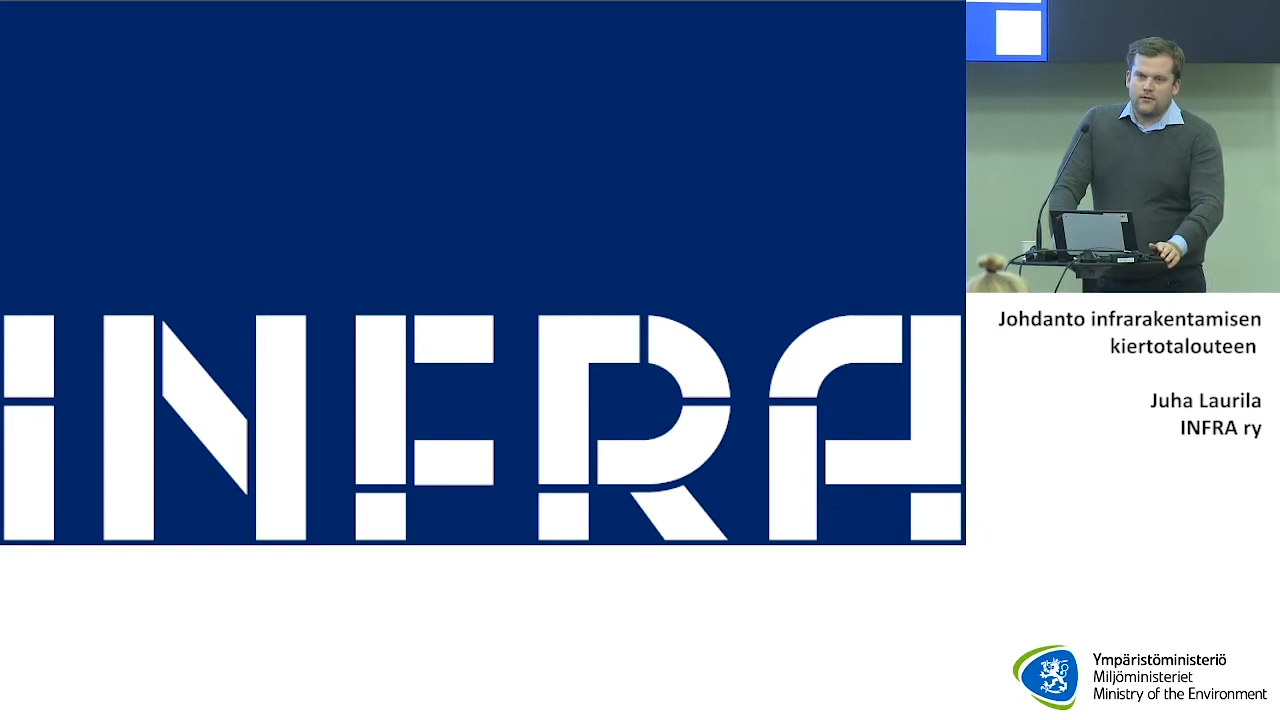 INFRA
Johdanto infrarakentamisen
kiertotalouteen
Juha Laurila
INFRA ry
Ympäristöministeriö
Miljöministeriet
Ministry of the Environment